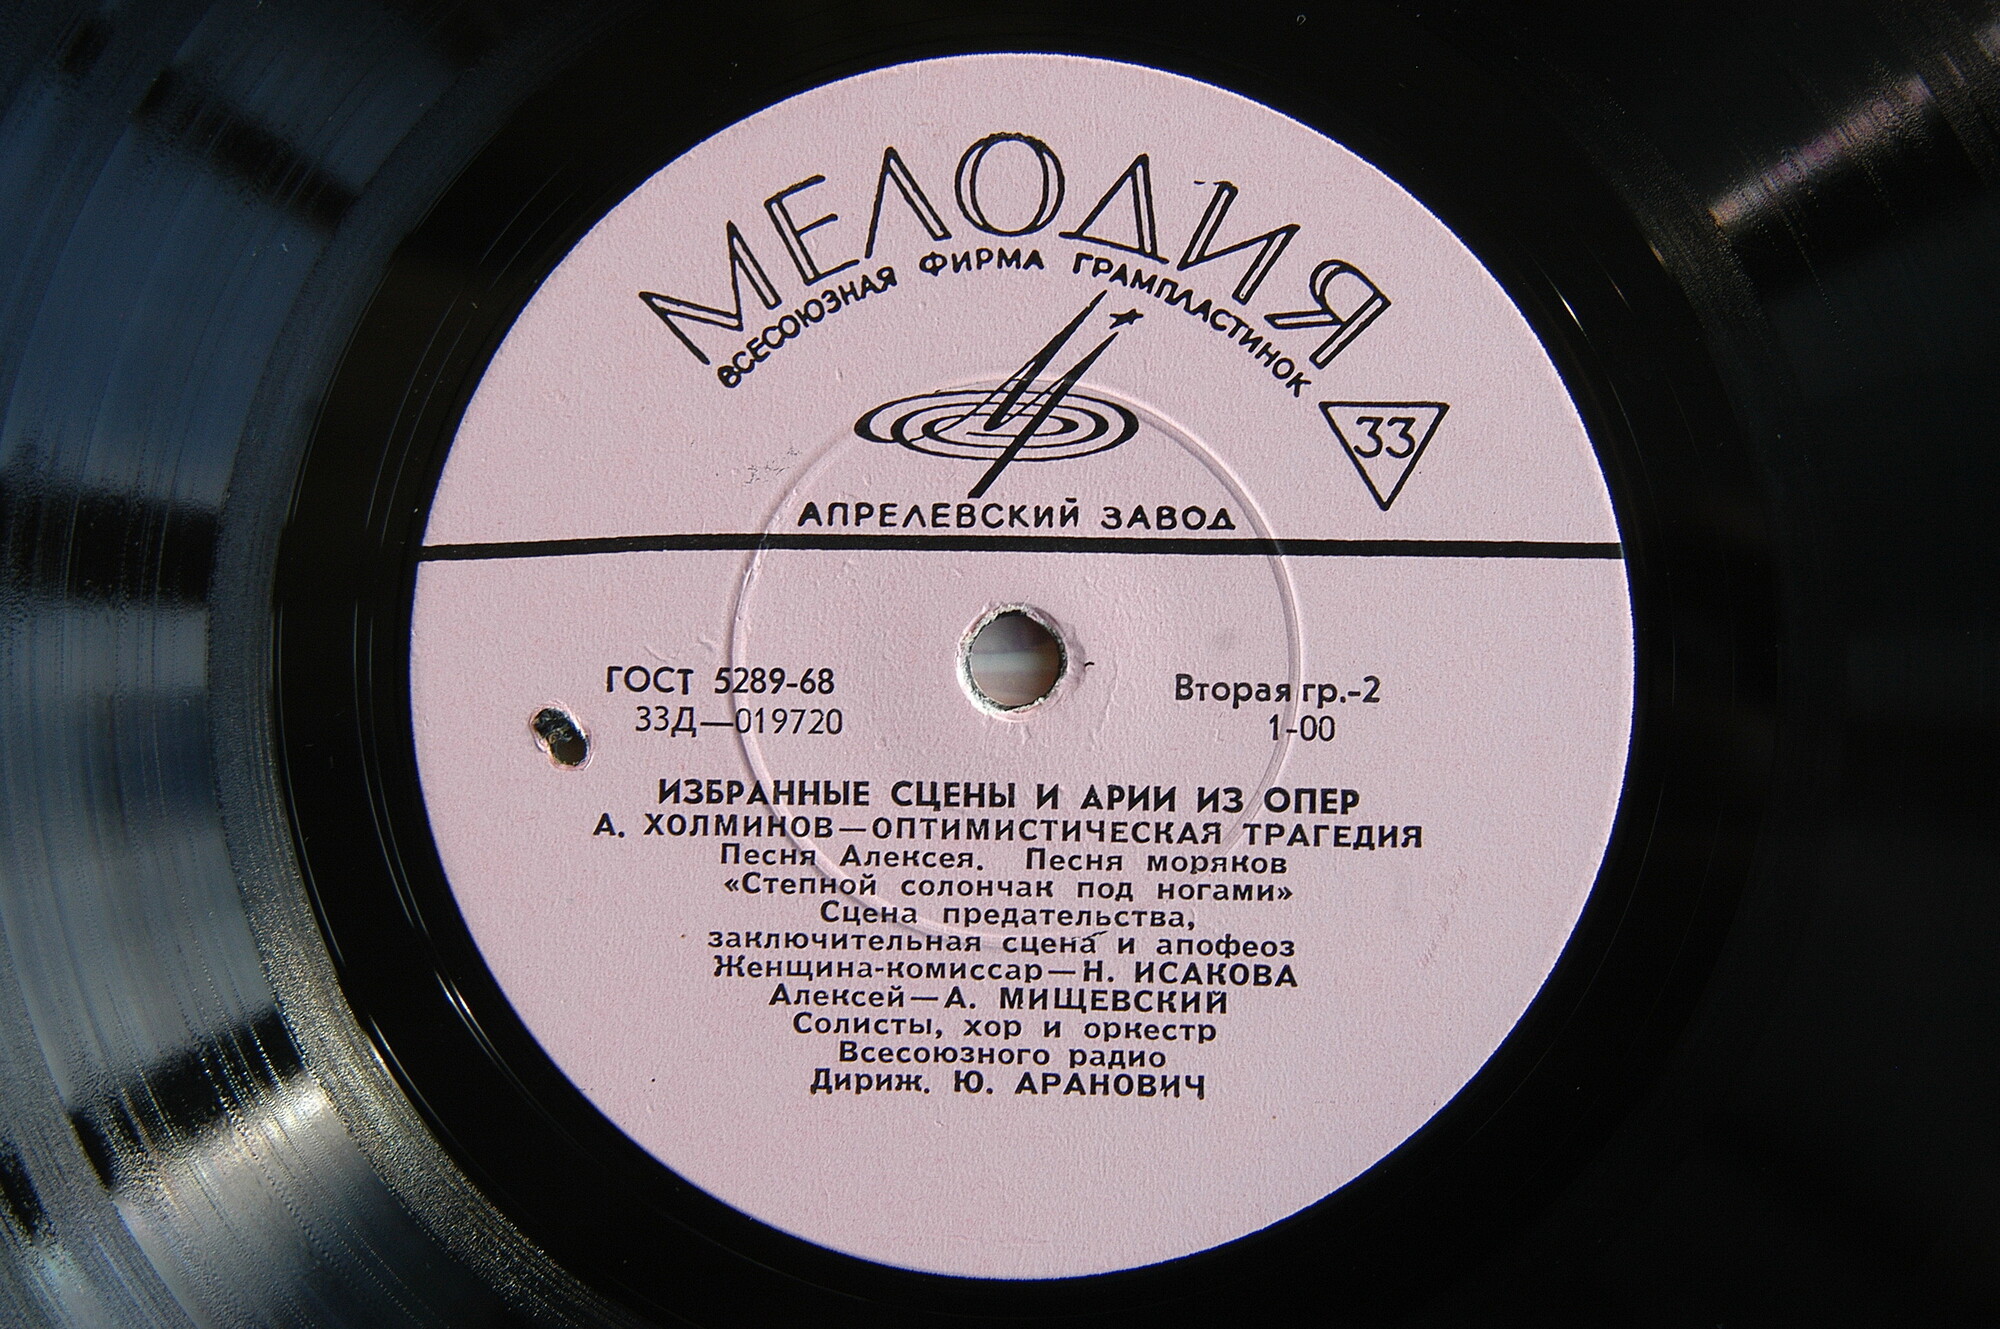 МЕЛОДИЯ
ВСЕСОЮЗНАЯ ФИРМА ГРАМПЛАСТИНОК
33
АПРЕЛЕВСКИЙ ЗАВОД
ГОСТ 5289-68
33Д—019720
Вторая гр.-2
1-00
ИЗБРАННЫЕ СЦЕНЫ И АРИИ ИЗ ОПЕР
А. ХОЛМИНОВ—ОПТИМИСТИЧЕСКАЯ ТРАГЕДИЯ
Песня Алексея. Песня моряков
«Степной солончак под ногами»
Сцена предательства,
заключительная сцена и апофеоз
Женщина-комиссар—Н. ИСАКОВА
Алексей—А. МИЩЕВСКИЙ
Солисты, хор и оркестр
Всесоюзного радио
Дириж. Ю. АРАНОВИЧ